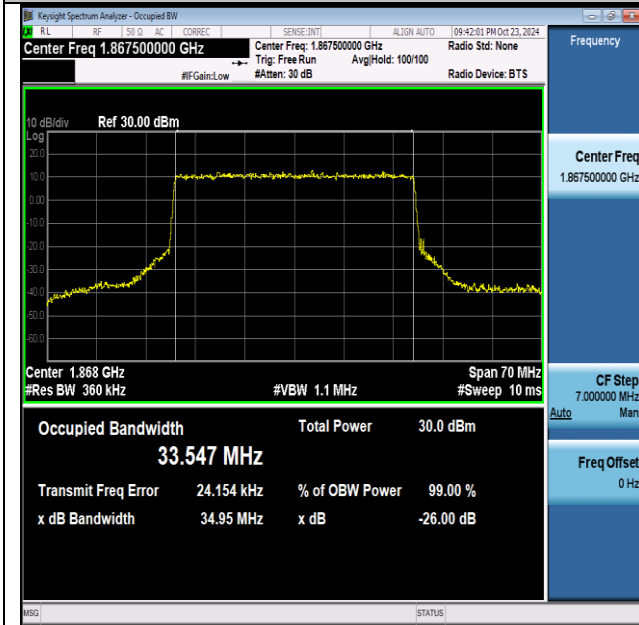 Keysight Spectrum Analyzer - Occupied BW
RL RF 50 Ω AC CORREC SENSE:INT ALIGN AUTO 09:42:01 PM Oct 23, 2024
Center Freq 1.867500000 GHz
Center Freq: 1.867500000 GHz Radio Std: None
Trig: Free Run Avg|Hold: 100/100
#IFGain:Low #Atten: 30 dB Radio Device: BTS
Frequency
10 dB/div Ref 30.00 dBm
Log
20.0
10.0
0.00
-10.0
-20.0
-30.0
-40.0
-50.0
-60.0
Center 1.868 GHz Span 70 MHz
#Res BW 360 kHz #VBW 1.1 MHz #Sweep 10 ms
Occupied Bandwidth Total Power 30.0 dBm
33.547 MHz
Transmit Freq Error 24.154 kHz % of OBW Power 99.00 %
x dB Bandwidth 34.95 MHz x dB -26.00 dB
Center Freq
1.867500000 GHz
CF Step
7.000000 MHz
Auto Man
Freq Offset
0 Hz
MSG STATUS